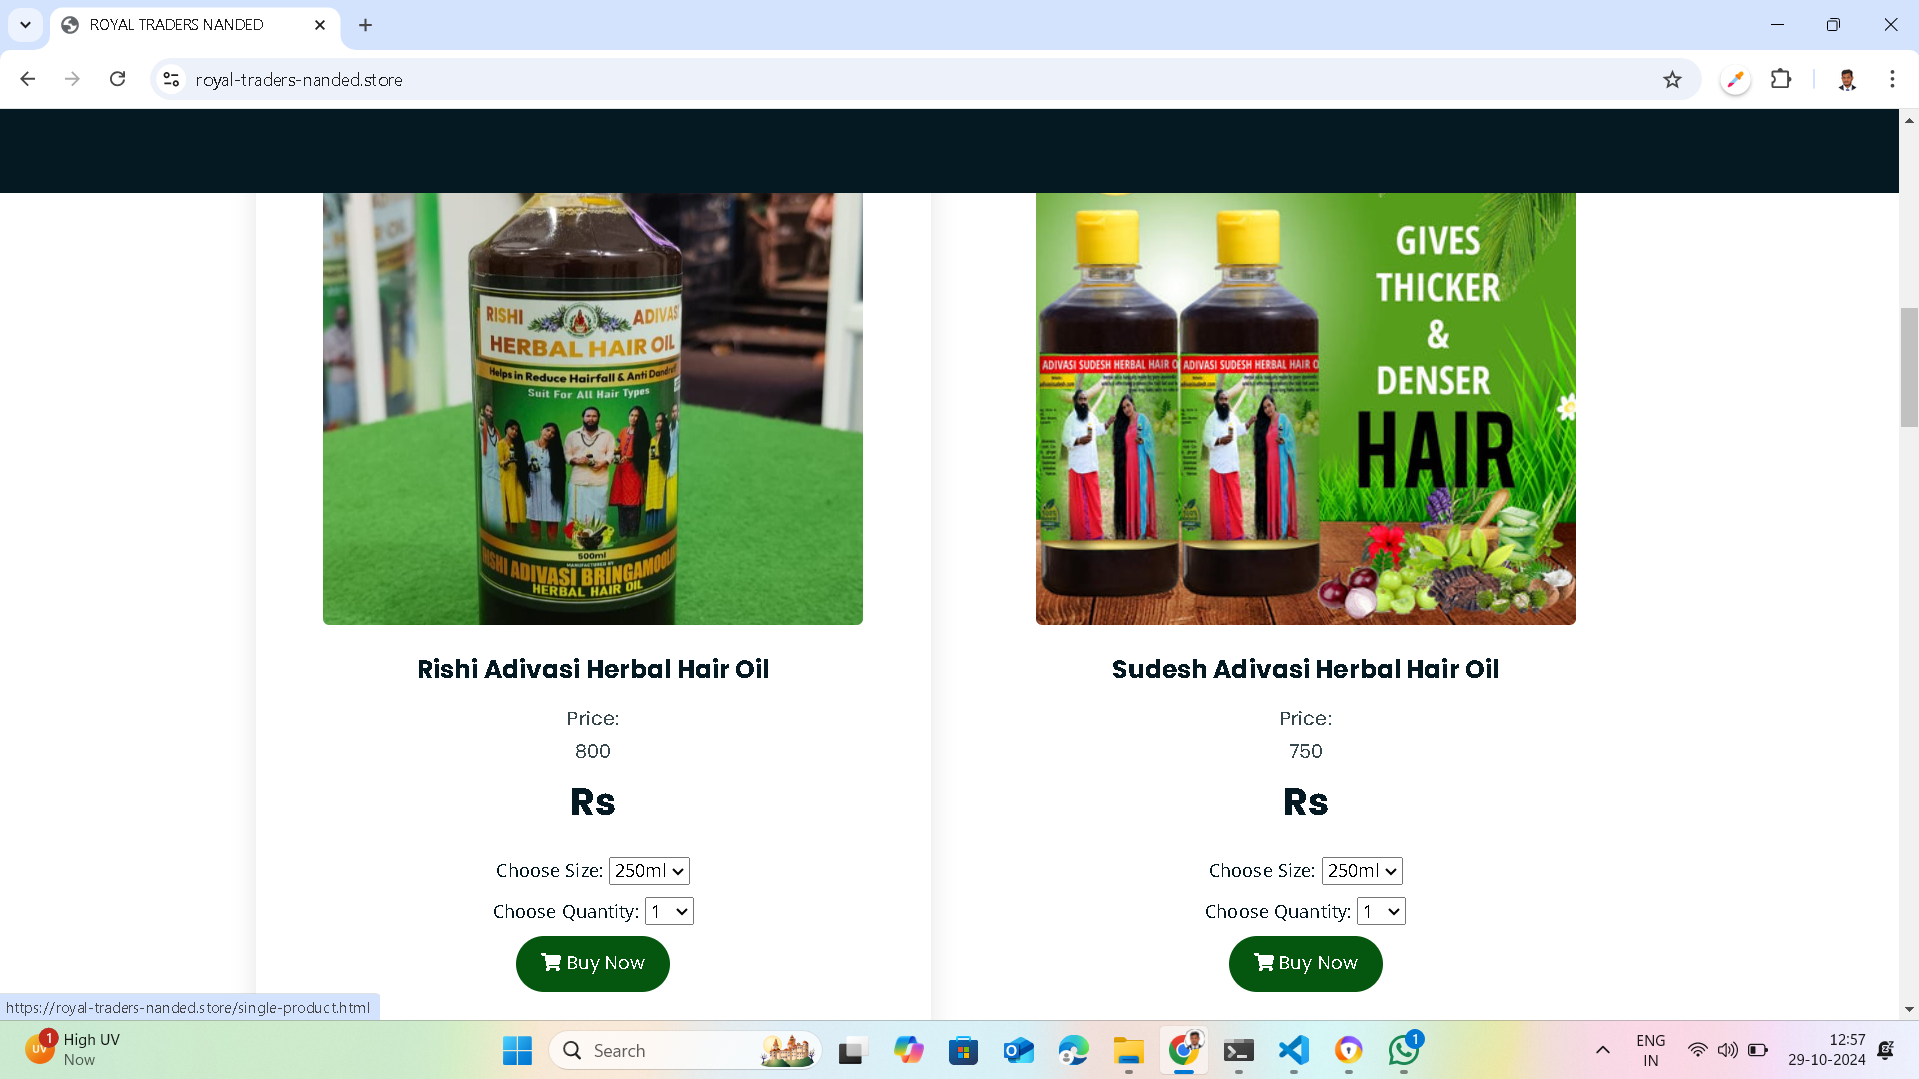 ROYAL TRADERS NANDED
royal-traders-nanded.store
RISHI ADIVASI
HERBAL HAIR OIL
Helps in Reduce Hairfall & Anti Dandruff
Suit For All Hair Types
500ml
MANUFACTURED BY
RISHI ADIVASI BRINGAMOOLI
HERBAL HAIR OIL
GIVES
THICKER
&
DENSER
HAIR
ADIVASI SUDESH HERBAL HAIR O
ADIVASI SUDESH HERBAL HAIR O
Rishi Adivasi Herbal Hair Oil
Price:
800
Rs
Choose Size: 250ml
Choose Quantity: 1
Buy Now
Sudesh Adivasi Herbal Hair Oil
Price:
750
Rs
Choose Size: 250ml
Choose Quantity: 1
Buy Now
https://royal-traders-nanded.store/single-product.html
UV
1
High UV
Now
Search
1
ENG
IN
12:57
29-10-2024